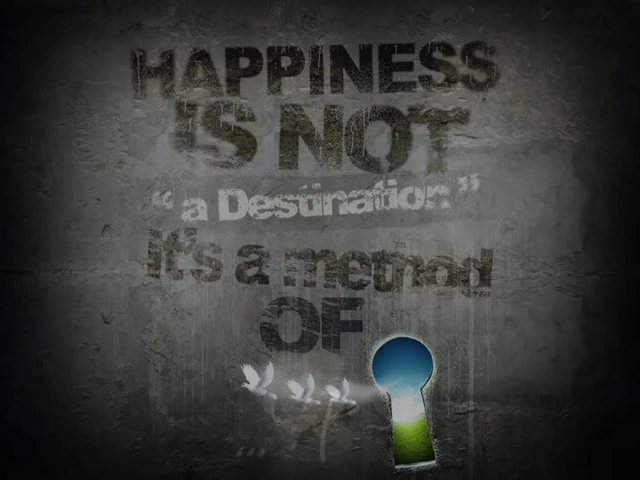 HAPPINESS
IS NOT
“a Destination”
It's a method
OF